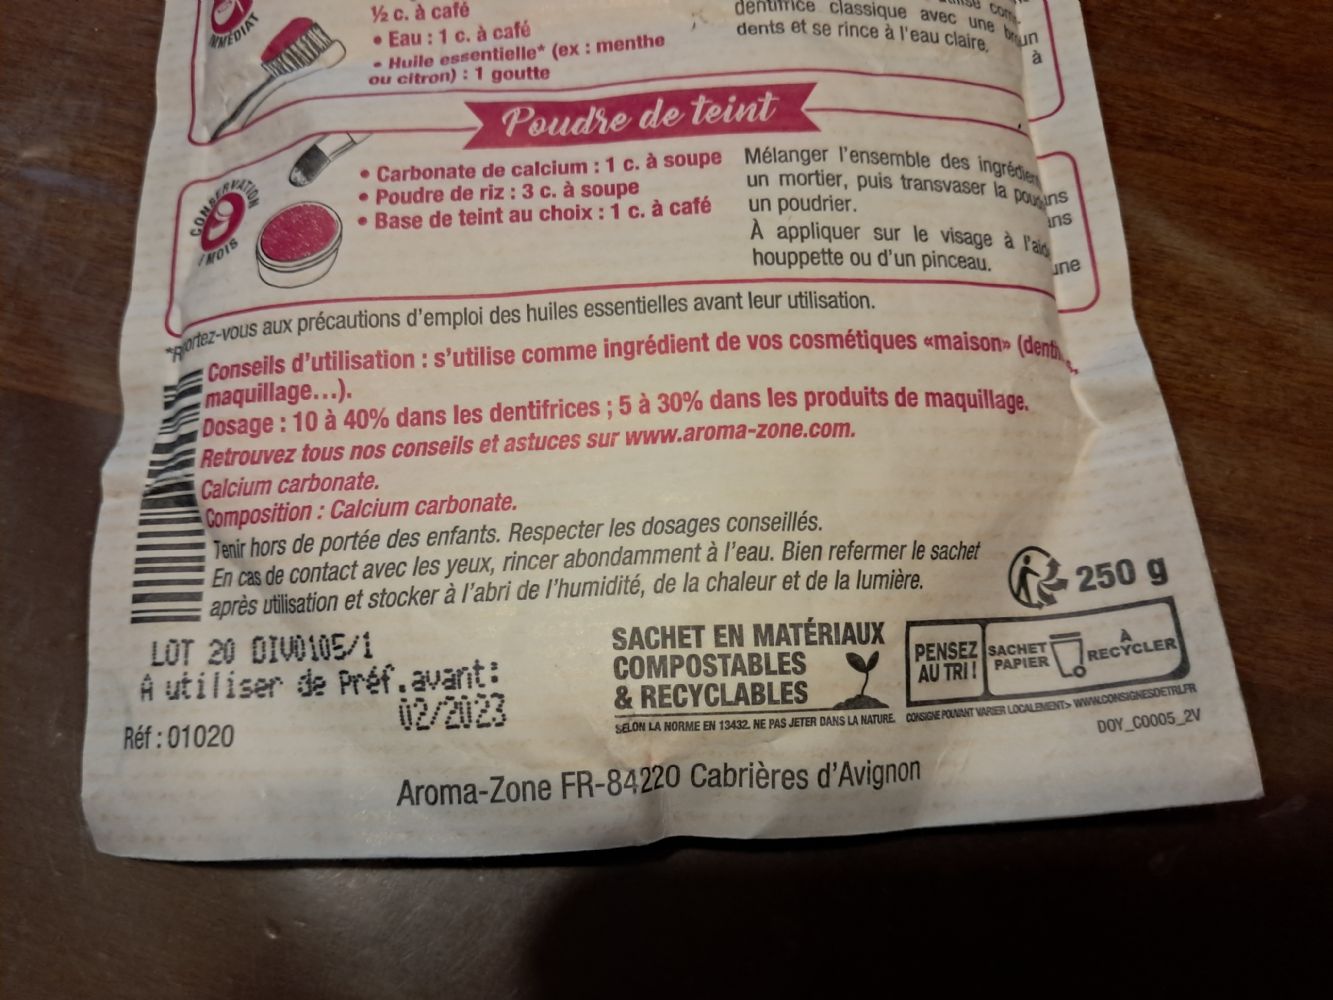 IMMÉDIAT
½ c. à café
• Eau : 1 c. à café
• Huile essentielle* (ex : menthe
ou citron) : 1 goutte
dentifrice classique avec une
dents et se rince à l'eau claire.
un
à
Poudre de teint
CONSERVATION
9
MOIS
• Carbonate de calcium : 1 c. à soupe
• Poudre de riz : 3 c. à soupe
• Base de teint au choix : 1 c. à café
Mélanger l'ensemble des
un mortier, puis transvaser la
un poudrier.
À appliquer sur le visage à
houppette ou d'un pinceau.
aux précautions d'emploi des huiles essentielles avant leur utilisation.
Conseils d'utilisation : s'utilise comme ingrédient de vos cosmétiques «maison»
maquillage...).
Dosage : 10 à 40% dans les dentifrices ; 5 à 30% dans les produits de maquillage.
Retrouvez tous nos conseils et astuces sur www.aroma-zone.com.
Calcium carbonate.
Composition : Calcium carbonate.
Tenir hors de portée des enfants. Respecter les dosages conseillés.
En cas de contact avec les yeux, rincer abondamment à l'eau. Bien refermer le sachet
après utilisation et stocker à l'abri de l'humidité, de la chaleur et de la lumière.
250 g
LOT 20 DIV0105/1
A utiliser de Préf.avant:
02/2023
Réf : 01020
SACHET EN MATÉRIAUX
COMPOSTABLES
& RECYCLABLES
SELON LA NORME EN 13432. NE PAS JETER DANS LA NATURE.
PENSEZ
AU TRI !
SACHET
PAPIER
À
RECYCLER
CONSIGNE POUVANT VARIER LOCALEMENT> WWW.CONSIGNESDETRI.FR
DOY_C0005_2V
Aroma-Zone FR-84220 Cabrières d'Avignon